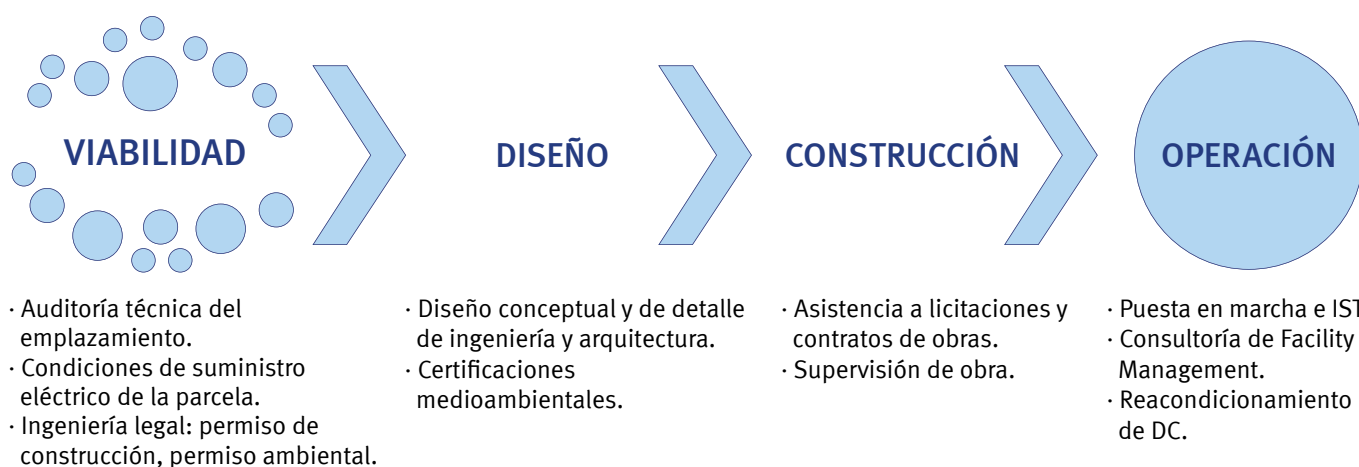 VIABILIDAD
DISEÑO
CONSTRUCCIÓN
OPERACIÓN
· Auditoría técnica del
emplazamiento.
· Condiciones de suministro
eléctrico de la parcela.
· Ingeniería legal: permiso de
construcción, permiso ambiental.
· Diseño conceptual y de detalle
de ingeniería y arquitectura.
· Certificaciones
medioambientales.
· Asistencia a licitaciones y
contratos de obras.
· Supervisión de obra.
· Puesta en marcha e IST
· Consultoría de Facility
Management.
· Reacondicionamiento
de DC.